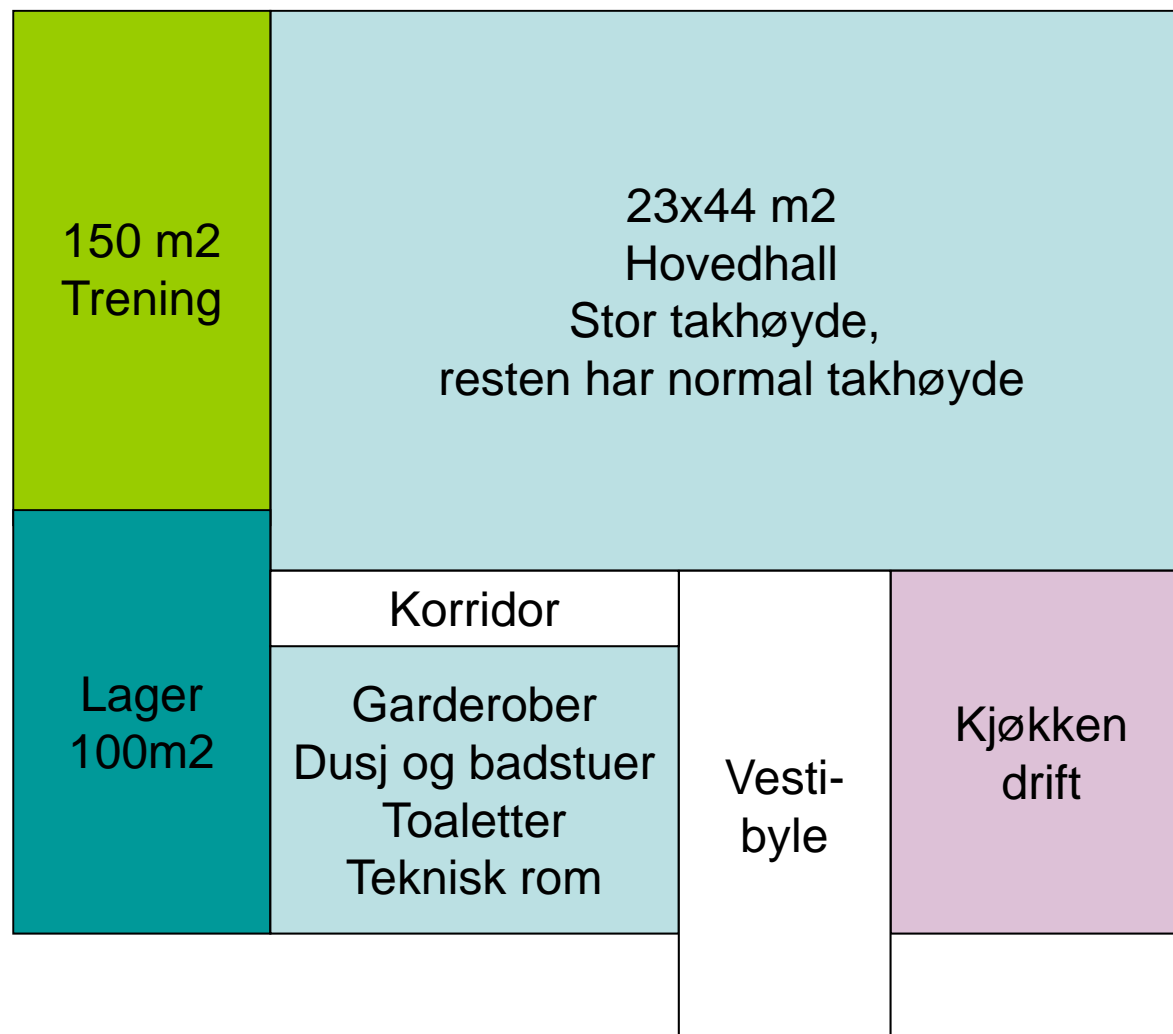 150 m2
Trening
23x44 m2
Hovedhall
Stor takhøyde,
resten har normal takhøyde
Korridor
Lager
100m2
Garderober
Dusj og badstuer
Toaletter
Teknisk rom
Vesti-
byle
Kjøkken
drift